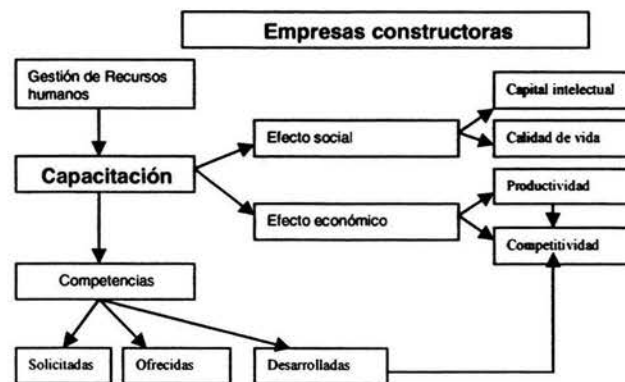 Empresas constructoras
Gestión de Recursos
humanos
Capital intelectual
Efecto social
Calidad de vida
Capacitación
Productividad
Efecto económico
Competitividad
Competencias
Solicitadas
Ofrecidas
Desarrolladas